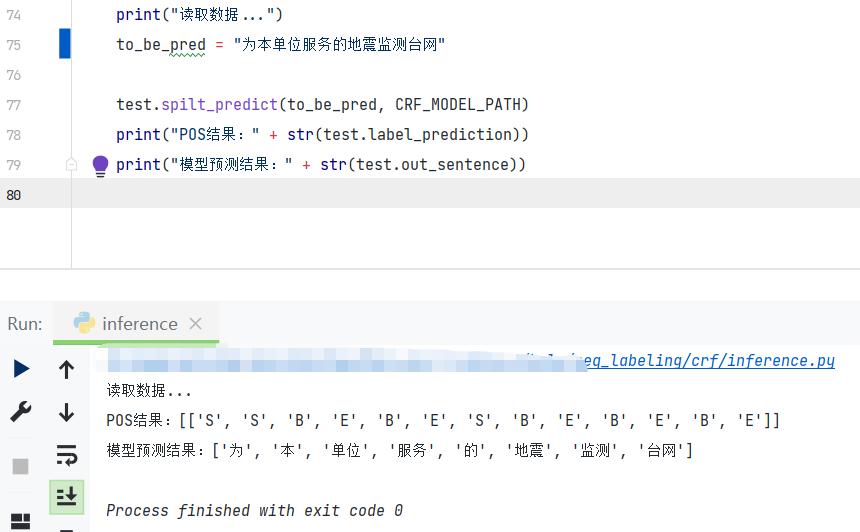 74 print("读取数据...")
75 to_be_pred = "为本单位服务的地震监测台网"
76
77 test.spilt_predict(to_be_pred, CRF_MODEL_PATH)
78 print("POS结果：" + str(test.label_prediction))
79 print("模型预测结果：" + str(test.out_sentence))
80
Run: inference
eq_labeling/crf/inference.py
读取数据...
POS结果：[['S', 'S', 'B', 'E', 'B', 'E', 'S', 'B', 'E', 'B', 'E', 'B', 'E']]
模型预测结果：['为', '本', '单位', '服务', '的', '地震', '监测', '台网']
Process finished with exit code 0